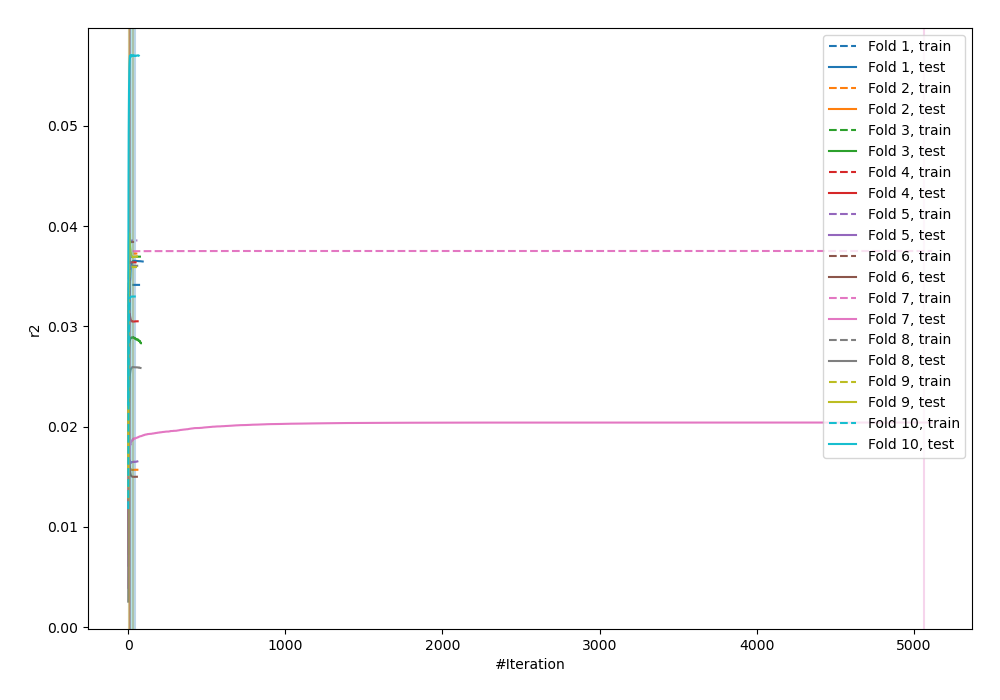 0.05
0.04
0.03
0.02
0.01
0.00
r2
0
1000
2000
3000
4000
5000
#Iteration
Fold 1, train
Fold 1, test
Fold 2, train
Fold 2, test
Fold 3, train
Fold 3, test
Fold 4, train
Fold 4, test
Fold 5, train
Fold 5, test
Fold 6, train
Fold 6, test
Fold 7, train
Fold 7, test
Fold 8, train
Fold 8, test
Fold 9, train
Fold 9, test
Fold 10, train
Fold 10, test